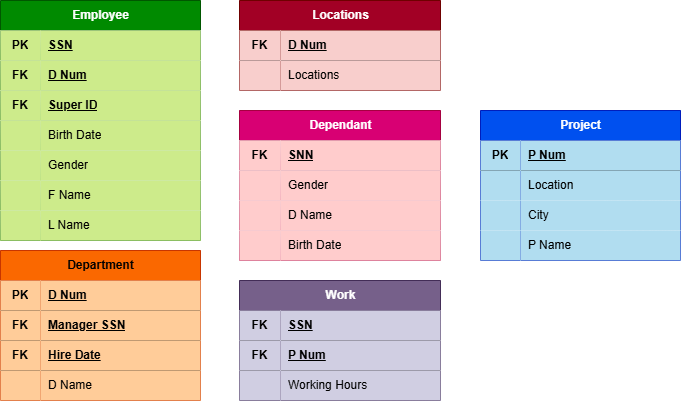 Employee
PK SSN
FK D Num
FK Super ID
Birth Date
Gender
F Name
L Name
Department
PK D Num
FK Manager SSN
FK Hire Date
D Name
Locations
FK D Num
Locations
Dependant
FK SNN
Gender
D Name
Birth Date
Work
FK SSN
FK P Num
Working Hours
Project
PK P Num
Location
City
P Name